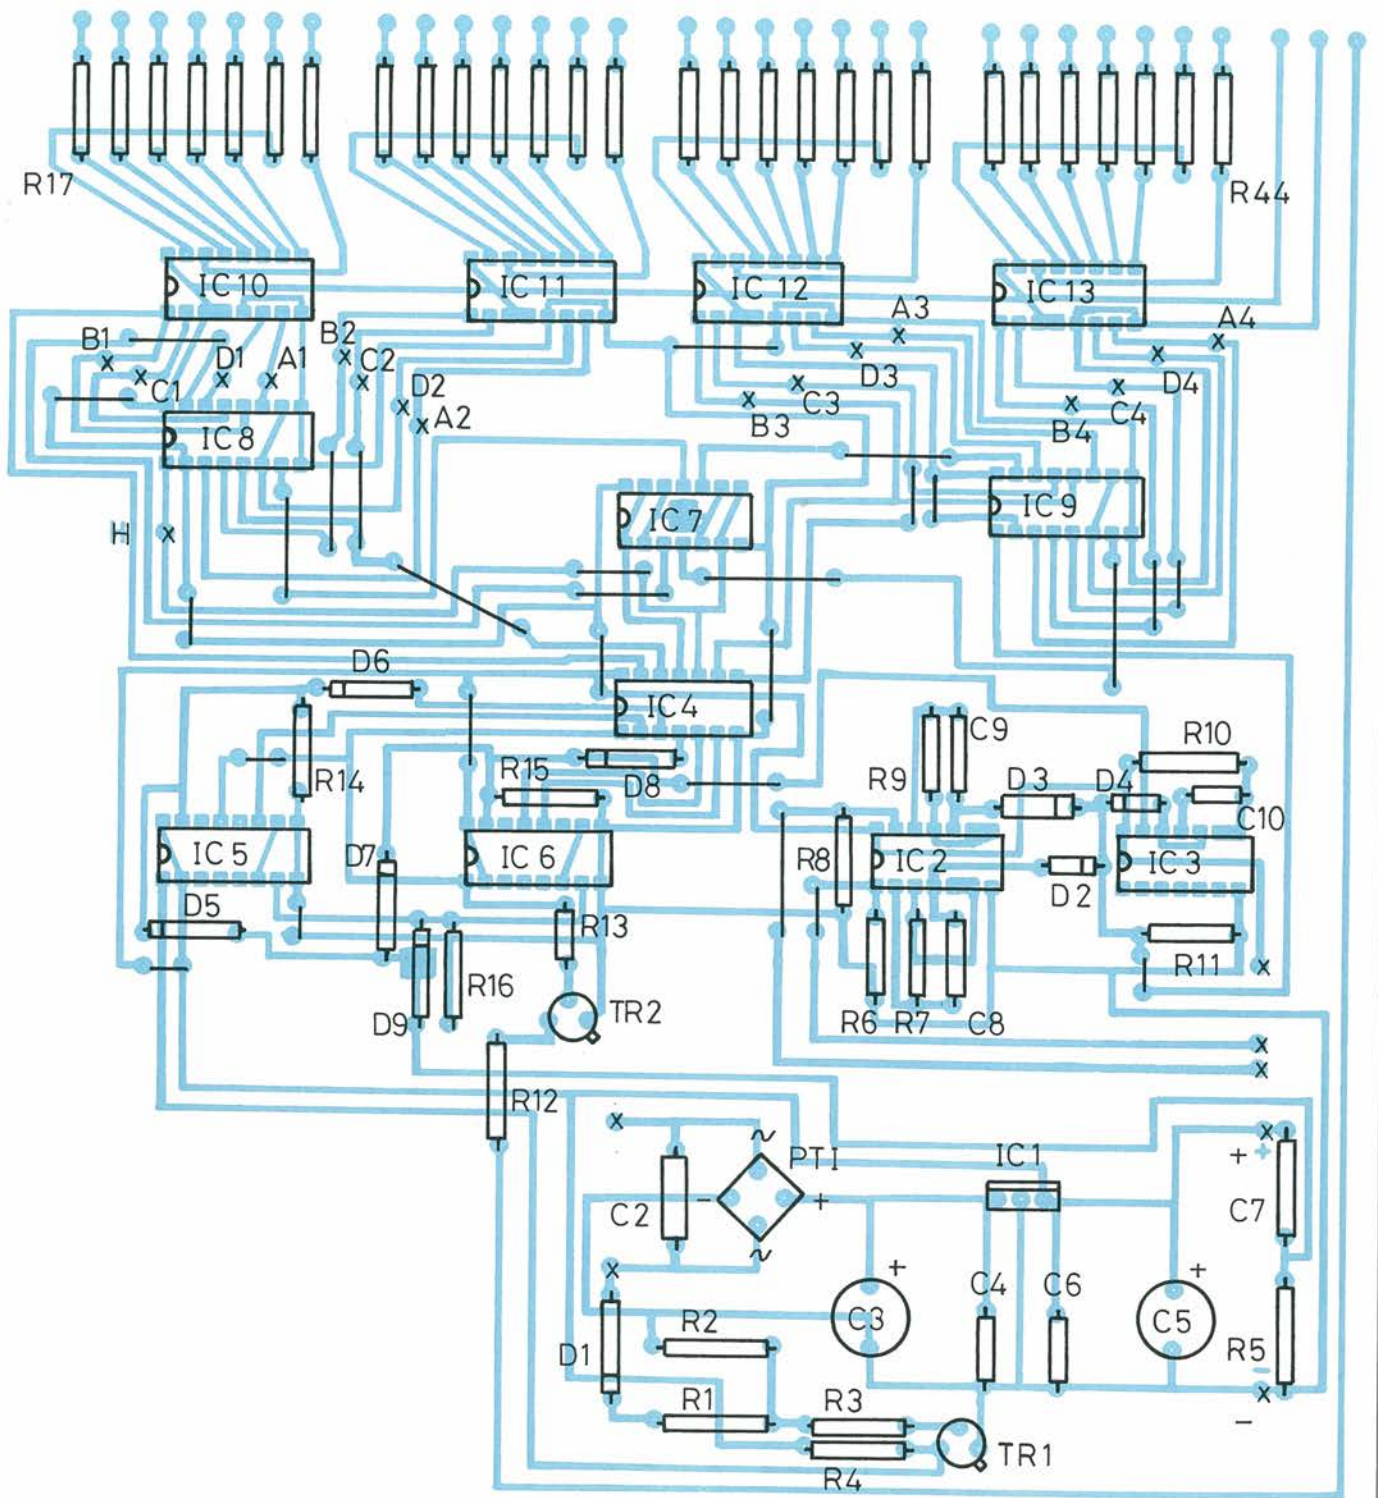 R17
R44
IC10
IC11
IC12
IC13
A3
A4
B1
D1
A1
B2
C2
D3
D4
C1
D2
A2
C3
B3
C4
B4
IC8
IC7
IC9
H
D6
IC4
C9
R10
R14
R15
D8
R9
D3
D4
C10
IC5
D7
IC6
R8
IC2
D2
IC3
D5
R13
R16
R11
D9
TR2
R6
R7
C8
R12
~
PTI
IC1
+
+
C2
-
+
C7
~
+
+
C4
C6
C3
C5
R2
D1
R5
-
R1
R3
-
R4
TR1